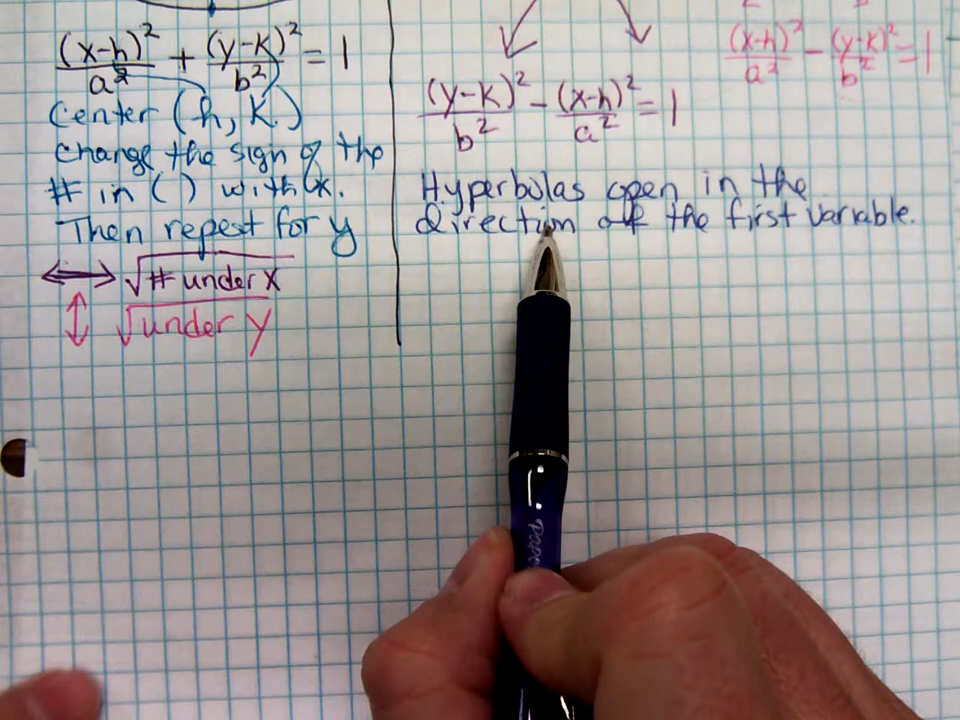 (x-h)²/a² + (y-k)²/b² = 1
Center (h, k)
change the sign of the
# in ( ) with x.
Then repeat for y
↔ √# under x
↕ √under y
(y-k)²/b² - (x-h)²/a² = 1
Hyperbolas open in the
direction of the first variable.
(x-h)²/a² - (y-k)²/b² = 1